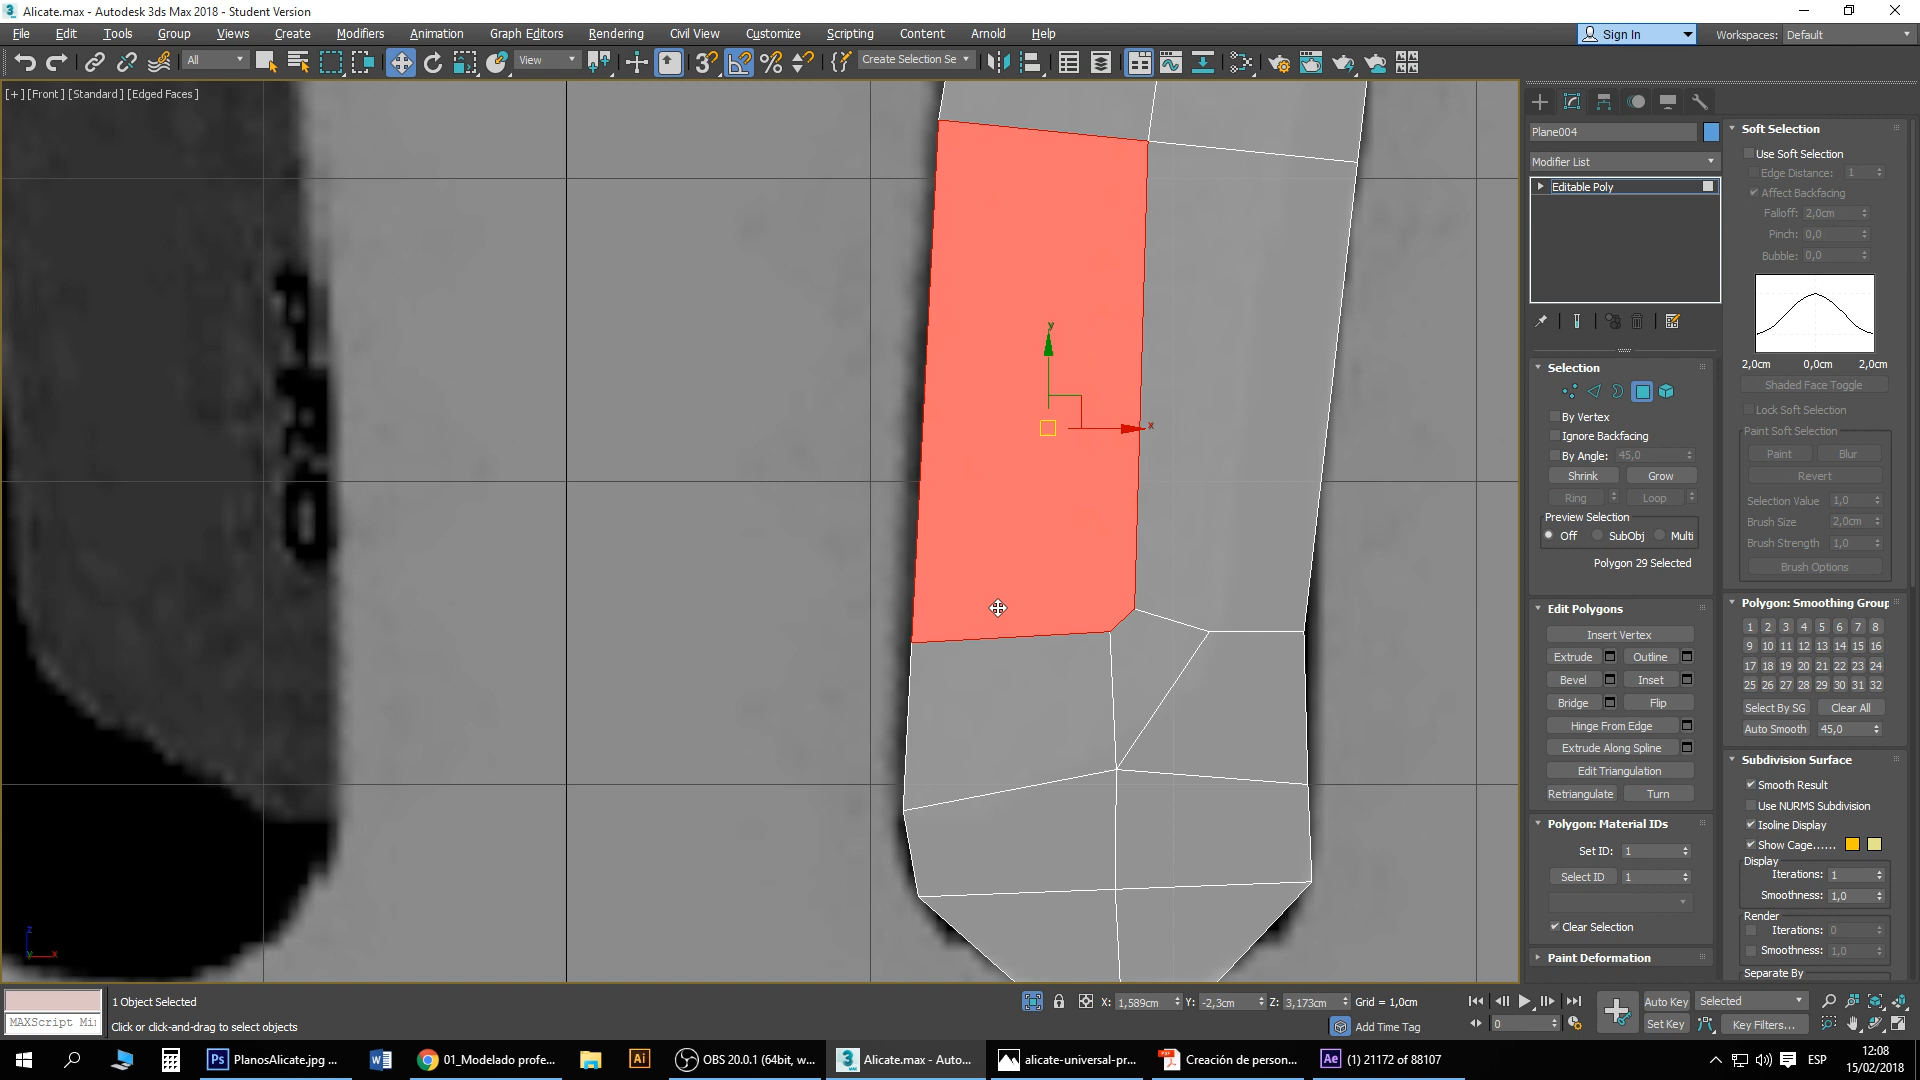 Alicate.max - Autodesk 3ds Max 2018 - Student Version
File Edit Tools Group Views Create Modifiers Animation Graph Editors Rendering Civil View Customize Scripting Content Arnold Help
Sign In Workspaces: Default
All View Create Selection Se
[+] [Front] [Standard] [Edged Faces]
y
x
z
y x
Plane004
Modifier List
Editable Poly
Selection
By Vertex
Ignore Backfacing
By Angle: 45,0
Shrink Grow
Ring Loop
Preview Selection
Off SubObj Multi
Polygon 29 Selected
Edit Polygons
Insert Vertex
Extrude Outline
Bevel Inset
Bridge Flip
Hinge From Edge
Extrude Along Spline
Edit Triangulation
Retriangulate Turn
Polygon: Material IDs
Set ID: 1
Select ID 1
Clear Selection
Paint Deformation
Soft Selection
Use Soft Selection
Edge Distance: 1
Affect Backfacing
Falloff: 2,0cm
Pinch: 0,0
Bubble: 0,0
2,0cm 0,0cm 2,0cm
Shaded Face Toggle
Lock Soft Selection
Paint Soft Selection
Paint Blur
Revert
Selection Value 1,0
Brush Size 2,0cm
Brush Strength 1,0
Brush Options
Polygon: Smoothing Group
1 2 3 4 5 6 7 8
9 10 11 12 13 14 15 16
17 18 19 20 21 22 23 24
25 26 27 28 29 30 31 32
Select By SG Clear All
Auto Smooth 45,0
Subdivision Surface
Smooth Result
Use NURMS Subdivision
Isoline Display
Show Cage......
Display
Iterations: 1
Smoothness: 1,0
Render
Iterations: 0
Smoothness: 1,0
Separate By
MAXScript Mi
1 Object Selected
Click or click-and-drag to select objects
X: 1,589cm Y: -2,3cm Z: 3,173cm Grid = 1,0cm
Add Time Tag
0
Auto Key Selected
Set Key Key Filters...
PlanosAlicate.jpg ... 01_Modelado profe... OBS 20.0.1 (64bit, w... Alicate.max - Auto... alicate-universal-pr... Creación de person... (1) 21172 of 88107
ESP
12:08
15/02/2018